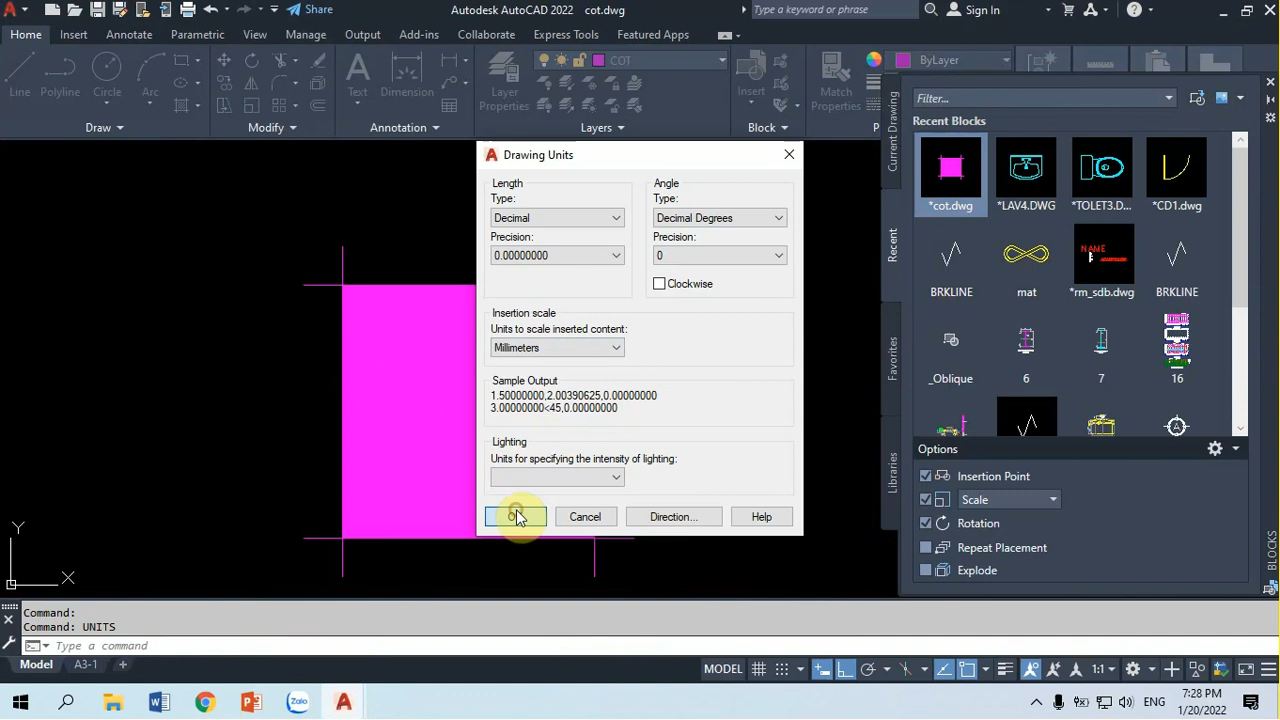 Share
Autodesk AutoCAD 2022 cot.dwg
Type a keyword or phrase
Sign In
Home Insert Annotate Parametric View Manage Output Add-ins Collaborate Express Tools Featured Apps
Line Polyline Circle Arc
Text Dimension
Layer Properties
COT
Insert
Match Properties
ByLayer
Draw Modify Annotation Layers Block
Drawing Units
Length
Type:
Decimal
Precision:
0.00000000
Angle
Type:
Decimal Degrees
Precision:
0
Clockwise
Insertion scale
Units to scale inserted content:
Millimeters
Sample Output
1.50000000,2.00390625,0.00000000
3.00000000<45,0.00000000
Lighting
Units for specifying the intensity of lighting:
Cancel Direction... Help
Current Drawing
Recent
Favorites
Libraries
Filter...
Recent Blocks
*cot.dwg *LAV4.DWG *TOLET3.D... *CD1.dwg
NAME
BRKLINE mat *rm_sdb.dwg BRKLINE
_Oblique 6 7 16
Options
Insertion Point
Scale
Rotation
Repeat Placement
Explode
BLOCKS
Y
X
Command:
Command: UNITS
Type a command
Model A3-1 +
MODEL 1:1
Zalo
ENG
7:28 PM
1/20/2022